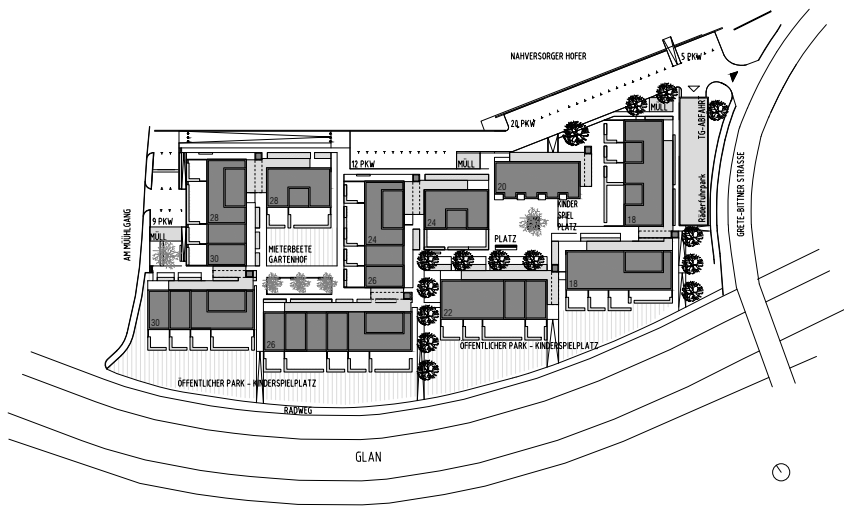 NAHVERSORGER HOFER
5 PKW
20 PKW
MÜLL
TG-ABFAHRT
Räderfuhrpark
GRETE-BITTNER STRASSE
12 PKW
MÜLL
20
18
KINDER
SPIEL
PLATZ
PLATZ
28
28
24
24
AM MÜÜHLGANG
9 PKW
MÜLL
30
MIETERBEETE
GARTENHOF
26
18
30
26
22
ÖFFENTLICHER PARK - KINDERSPIELPLATZ
ÖFFENTLICHER PARK - KINDERSPIELPLATZ
RADWEG
GLAN